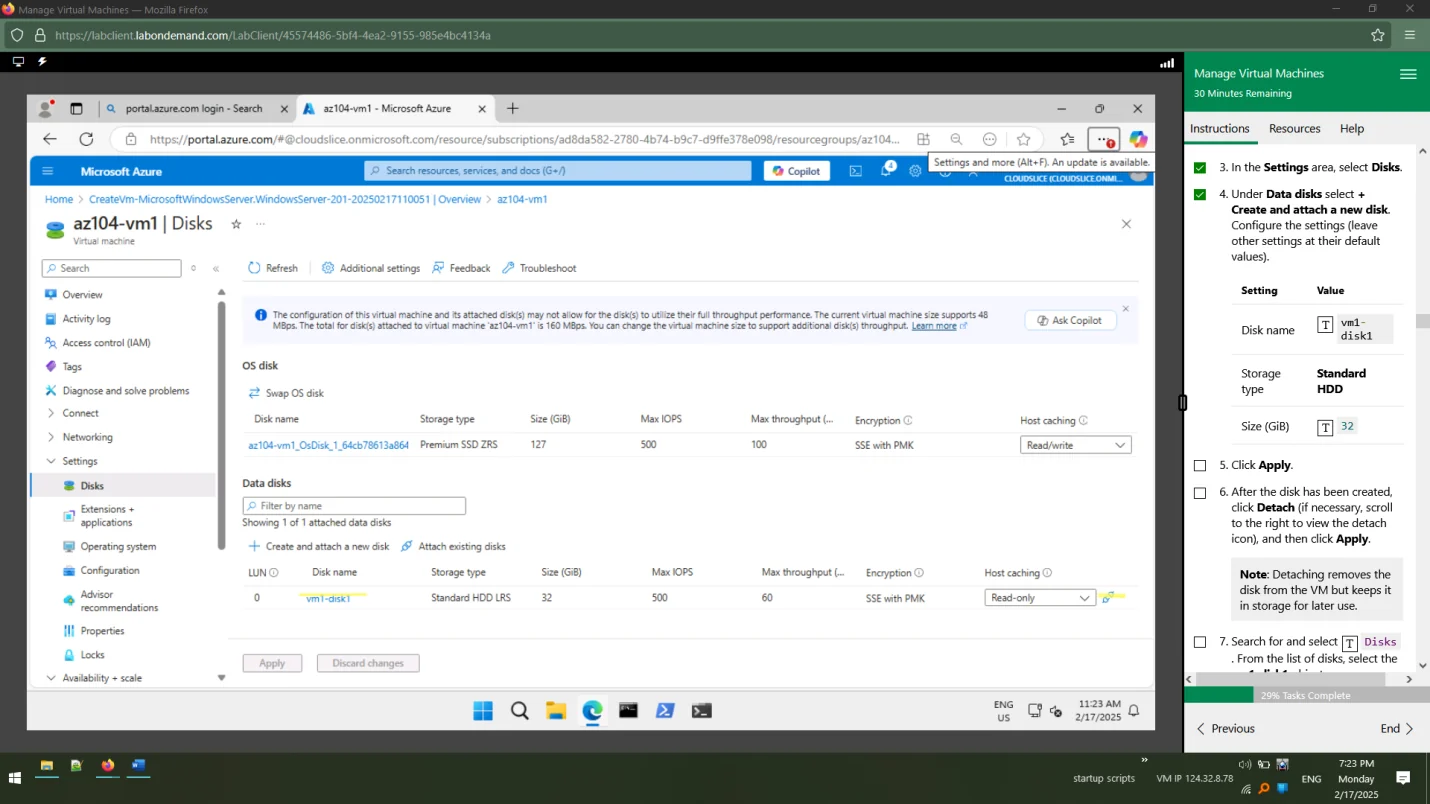 Manage Virtual Machines — Mozilla Firefox
https://labclient.labondemand.com/LabClient/45574486-5bf4-4ea2-9155-985e4bc4134a
portal.azure.com login - Search
az104-vm1 - Microsoft Azure
https://portal.azure.com/#@cloudslice.onmicrosoft.com/resource/subscriptions/ad8da582-2780-4b74-b9c7-d9ffe378e098/resourcegroups/az104...
Settings and more (Alt+F). An update is available.
Microsoft Azure
Search resources, services, and docs (G+/)
Copilot
4
CLOUDSLICE (CLOUDSLICE.ONMI...
Home > CreateVm-MicrosoftWindowsServer.WindowsServer-201-20250217110051 | Overview > az104-vm1
az104-vm1 | Disks
Virtual machine
Search
Overview
Activity log
Access control (IAM)
Tags
Diagnose and solve problems
Connect
Networking
Settings
Disks
Extensions +
applications
Operating system
Configuration
Advisor
recommendations
Properties
Locks
Availability + scale
Refresh
Additional settings
Feedback
Troubleshoot
The configuration of this virtual machine and its attached disk(s) may not allow for the disk(s) to utilize their full throughput performance. The current virtual machine size supports 48
MBps. The total for disk(s) attached to virtual machine 'az104-vm1' is 160 MBps. You can change the virtual machine size to support additional disk(s) throughput. Learn more
Ask Copilot
OS disk
Swap OS disk
Disk name Storage type Size (GiB) Max IOPS Max throughput (... Encryption Host caching
az104-vm1_OsDisk_1_64cb78613a864 Premium SSD ZRS 127 500 100 SSE with PMK Read/write
Data disks
Filter by name
Showing 1 of 1 attached data disks
Create and attach a new disk
Attach existing disks
LUN Disk name Storage type Size (GiB) Max IOPS Max throughput (... Encryption Host caching
0 vm1-disk1 Standard HDD LRS 32 500 60 SSE with PMK Read-only
Apply
Discard changes
ENG
US
11:23 AM
2/17/2025
Manage Virtual Machines
30 Minutes Remaining
Instructions Resources Help
3. In the Settings area, select Disks.
4. Under Data disks select +
Create and attach a new disk.
Configure the settings (leave
other settings at their default
values).
Setting Value
Disk name T vm1-
disk1
Storage
type
Standard
HDD
Size (GiB) T 32
5. Click Apply.
6. After the disk has been created,
click Detach (if necessary, scroll
to the right to view the detach
icon), and then click Apply.
Note: Detaching removes the
disk from the VM but keeps it
in storage for later use.
7. Search for and select T Disks
. From the list of disks, select the
29% Tasks Complete
Previous
End
startup scripts
VM IP 124.32.8.78
ENG
7:23 PM
Monday
2/17/2025